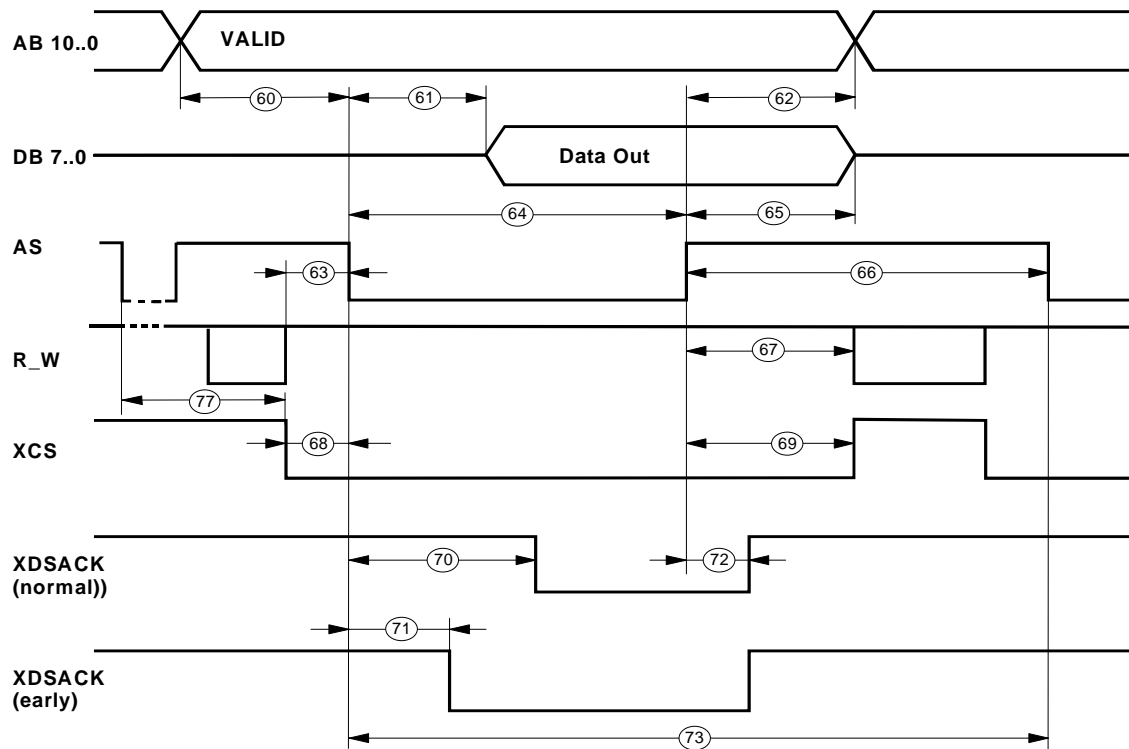 AB 10..0
VALID
60
61
62
DB 7..0
Data Out
64
65
AS
63
66
R_W
67
77
XCS
68
69
XDSACK
(normal))
70
72
71
XDSACK
(early)
73